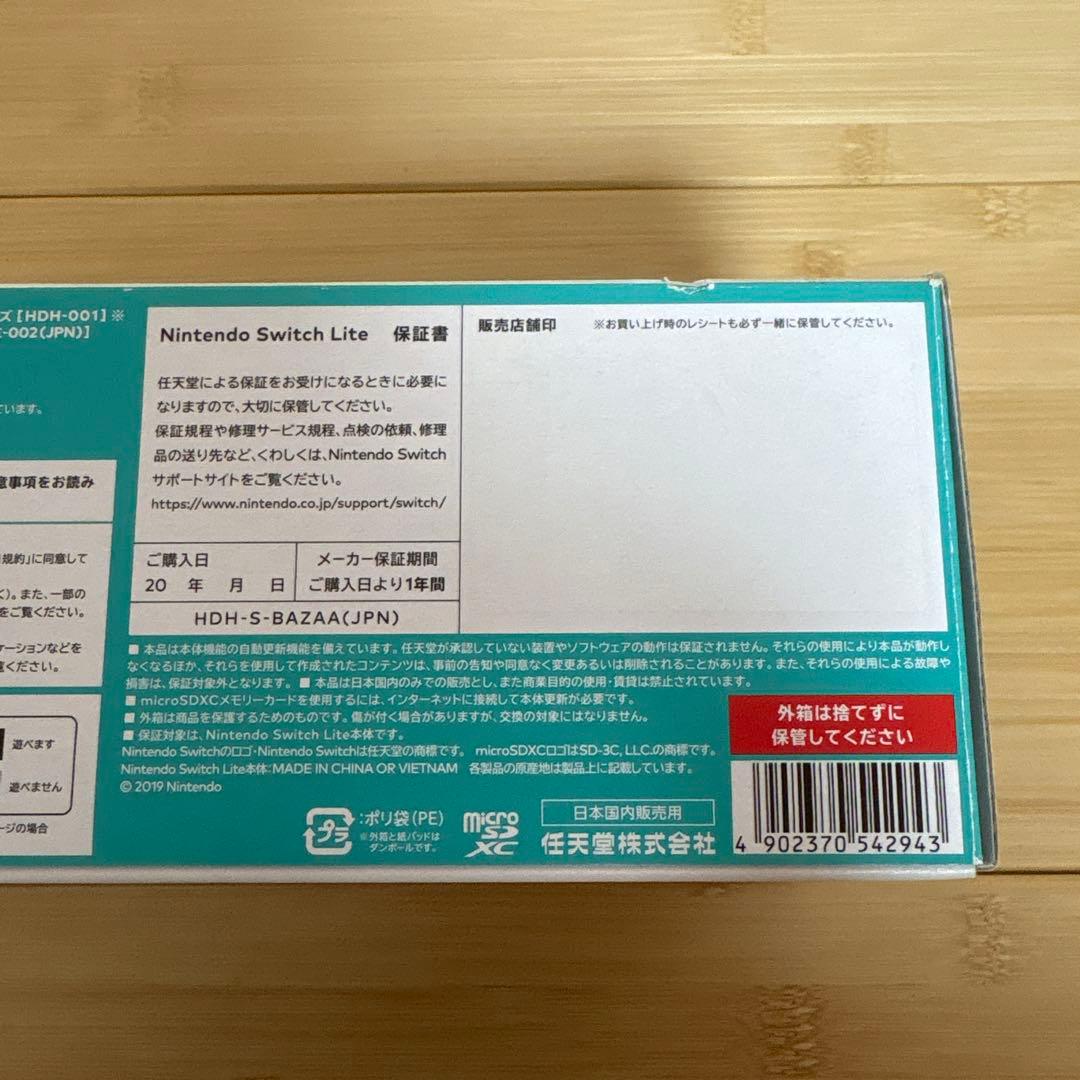 ズ [HDH-001] ※
-002(JPN)]
ています。
意事項をお読み
規約」に同意して
く)。また、一部の
をご覧ください。
ケーションなどを
覧ください。
遊べます
遊べません
ージの場合
Nintendo Switch Lite 保証書
任天堂による保証をお受けになるときに必要に
なりますので、大切に保管してください。
保証規程や修理サービス規程、点検の依頼、修理
品の送り先など、くわしくは、Nintendo Switch
サポートサイトをご覧ください。
https://www.nintendo.co.jp/support/switch/
ご購入日
20 年 月 日
メーカー保証期間
ご購入日より1年間
HDH-S-BAZAA(JPN)
販売店舗印 ※お買い上げ時のレシートも必ず一緒に保管してください。
■ 本品は本体機能の自動更新機能を備えています。任天堂が承認していない装置やソフトウェアの動作は保証されません。それらの使用により本品が動作し
なくなるほか、それらを使用して作成されたコンテンツは、事前の告知や同意なく変更あるいは削除されることがあります。また、それらの使用による故障や
損害は、保証対象外となります。 ■ 本品は日本国内のみでの販売とし、また商業目的の使用・賃貸は禁止されています。
■ microSDXCメモリーカードを使用するには、インターネットに接続して本体更新が必要です。
■ 外箱は商品を保護するためのものです。傷が付く場合がありますが、交換の対象にはなりません。
■ 保証対象は、Nintendo Switch Lite本体です。
Nintendo Switchのロゴ・Nintendo Switchは任天堂の商標です。 microSDXCロゴはSD-3C, LLC.の商標です。
Nintendo Switch Lite本体：MADE IN CHINA OR VIETNAM 各製品の原産地は製品上に記載しています。
© 2019 Nintendo
外箱は捨てずに
保管してください
プラ
:ポリ袋(PE)
※外箱と紙パッドは
ダンボールです。
micro
SD
XC
日本国内販売用
任天堂株式会社
4 902370 542943